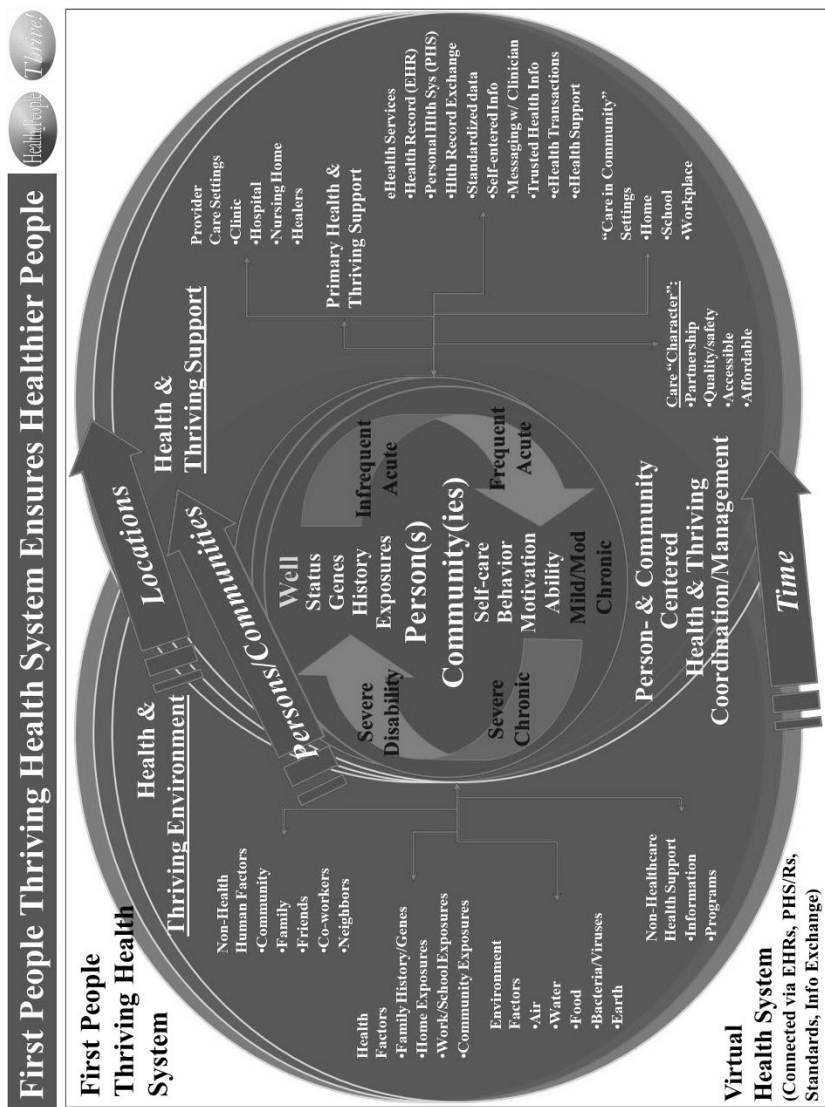 First People Thriving Health System Ensures Healthier People
HealthePeople
Thrive!
First People
Thriving Health
System
Health &
Thriving Environment
Locations
Persons/Communities
Health &
Thriving Support
Non-Health
Human Factors
•Community
•Family
•Friends
•Co-workers
•Neighbors
Health
Factors
•Family History/Genes
•Home Exposures
•Work/School Exposures
•Community Exposures
Environment
Factors
•Air
•Water
•Food
•Bacteria/Viruses
•Earth
Non-Healthcare
Health Support
•Information
•Programs
Severe
Disability
Severe
Chronic
Well
Status
Genes
History
Exposures
Person(s)
Community(ies)
Self-care
Behavior
Motivation
Ability
Mild/Mod
Chronic
Infrequent
Acute
Frequent
Acute
Person- & Community
Centered
Health & Thriving
Coordination/Management
Provider
Care Settings
•Clinic
•Hospital
•Nursing Home
•Healers
Primary Health &
Thriving Support
eHealth Services
•Health Record (EHR)
•Personal Hlth Sys (PHS)
•Hlth Record Exchange
•Standardized data
•Self-entered Info
•Messaging w/ Clinician
•Trusted Health Info
•eHealth Transactions
•eHealth Support
Care “Character”:
•Partnership
•Quality/safety
•Accessible
•Affordable
“Care in Community”
Settings
•Home
•School
•Workplace
Time
Virtual
Health System
(Connected via EHRs, PHS/Rs,
Standards, Info Exchange)